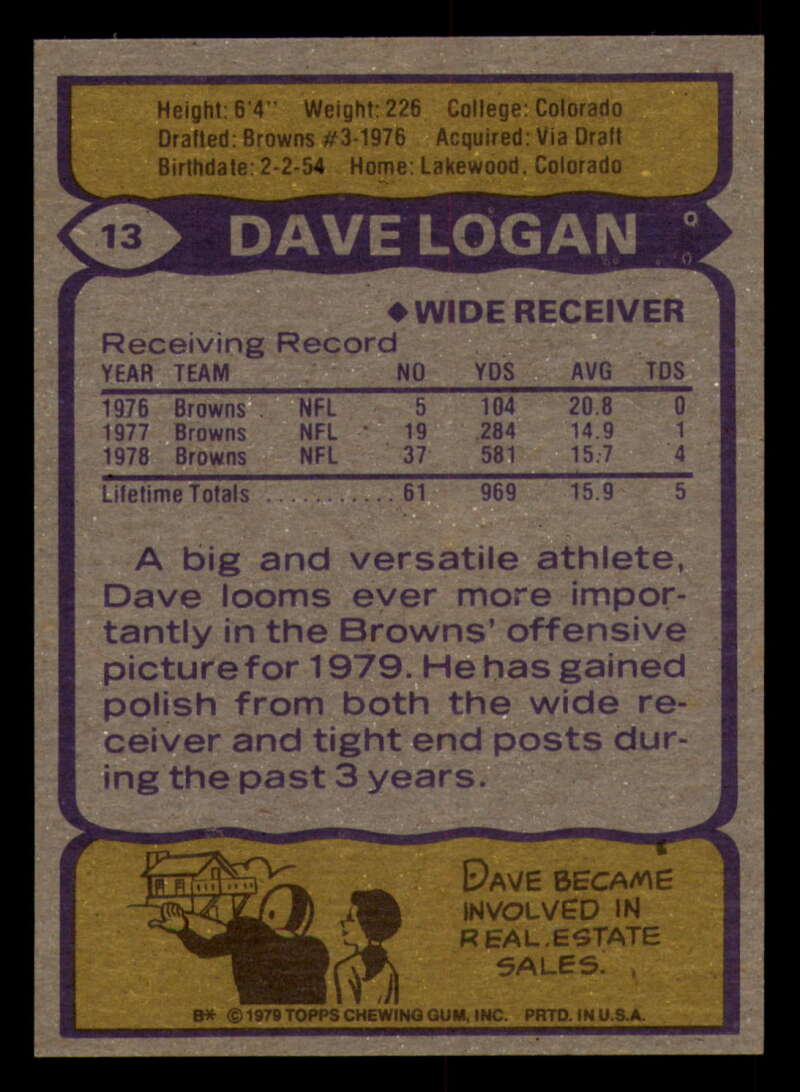 Height: 6'4" Weight: 226 College: Colorado
Drafted: Browns #3-1976 Acquired: Via Draft
Birthdate: 2-2-54 Home: Lakewood, Colorado
13 DAVE LOGAN
◆ WIDE RECEIVER
Receiving Record
YEAR TEAM NO YDS AVG TDS
1976 Browns NFL 5 104 20.8 0
1977 Browns NFL 19 284 14.9 1
1978 Browns NFL 37 581 15.7 4
Lifetime Totals ............ 61 969 15.9 5
A big and versatile athlete,
Dave looms ever more impor-
tantly in the Browns' offensive
picture for 1979. He has gained
polish from both the wide re-
ceiver and tight end posts dur-
ing the past 3 years.
DAVE BECAME
INVOLVED IN
REAL ESTATE
SALES.
B* © 1979 TOPPS CHEWING GUM, INC. PRTD. IN U.S.A.